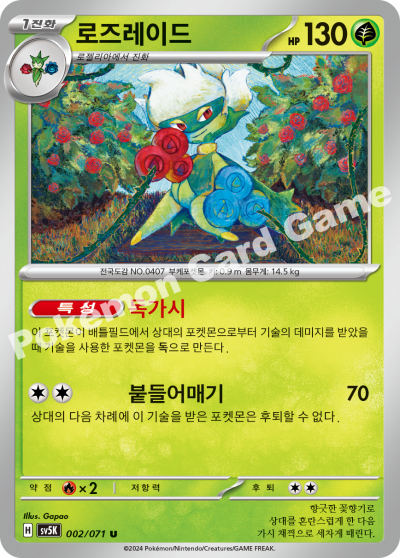 1진화
로즈레이드
HP 130
로젤리아에서 진화
전국도감 NO.0407 부케포켓몬 키: 0.9 m 몸무게: 14.5 kg
특성 독가시
이 포켓몬이 배틀필드에서 상대의 포켓몬으로부터 기술의 데미지를 받았을
때 기술을 사용한 포켓몬을 독으로 만든다.
붙들어매기 70
상대의 다음 차례에 이 기술을 받은 포켓몬은 후퇴할 수 없다.
약점 ×2 저항력 후퇴
Illus. Gapao
H SV5K 002/071 U
향긋한 꽃향기로
상대를 혼란스럽게 한 다음
가시 채찍으로 세차게 때린다.
©2024 Pokémon/Nintendo/Creatures/GAME FREAK.
Pokémon Card Game